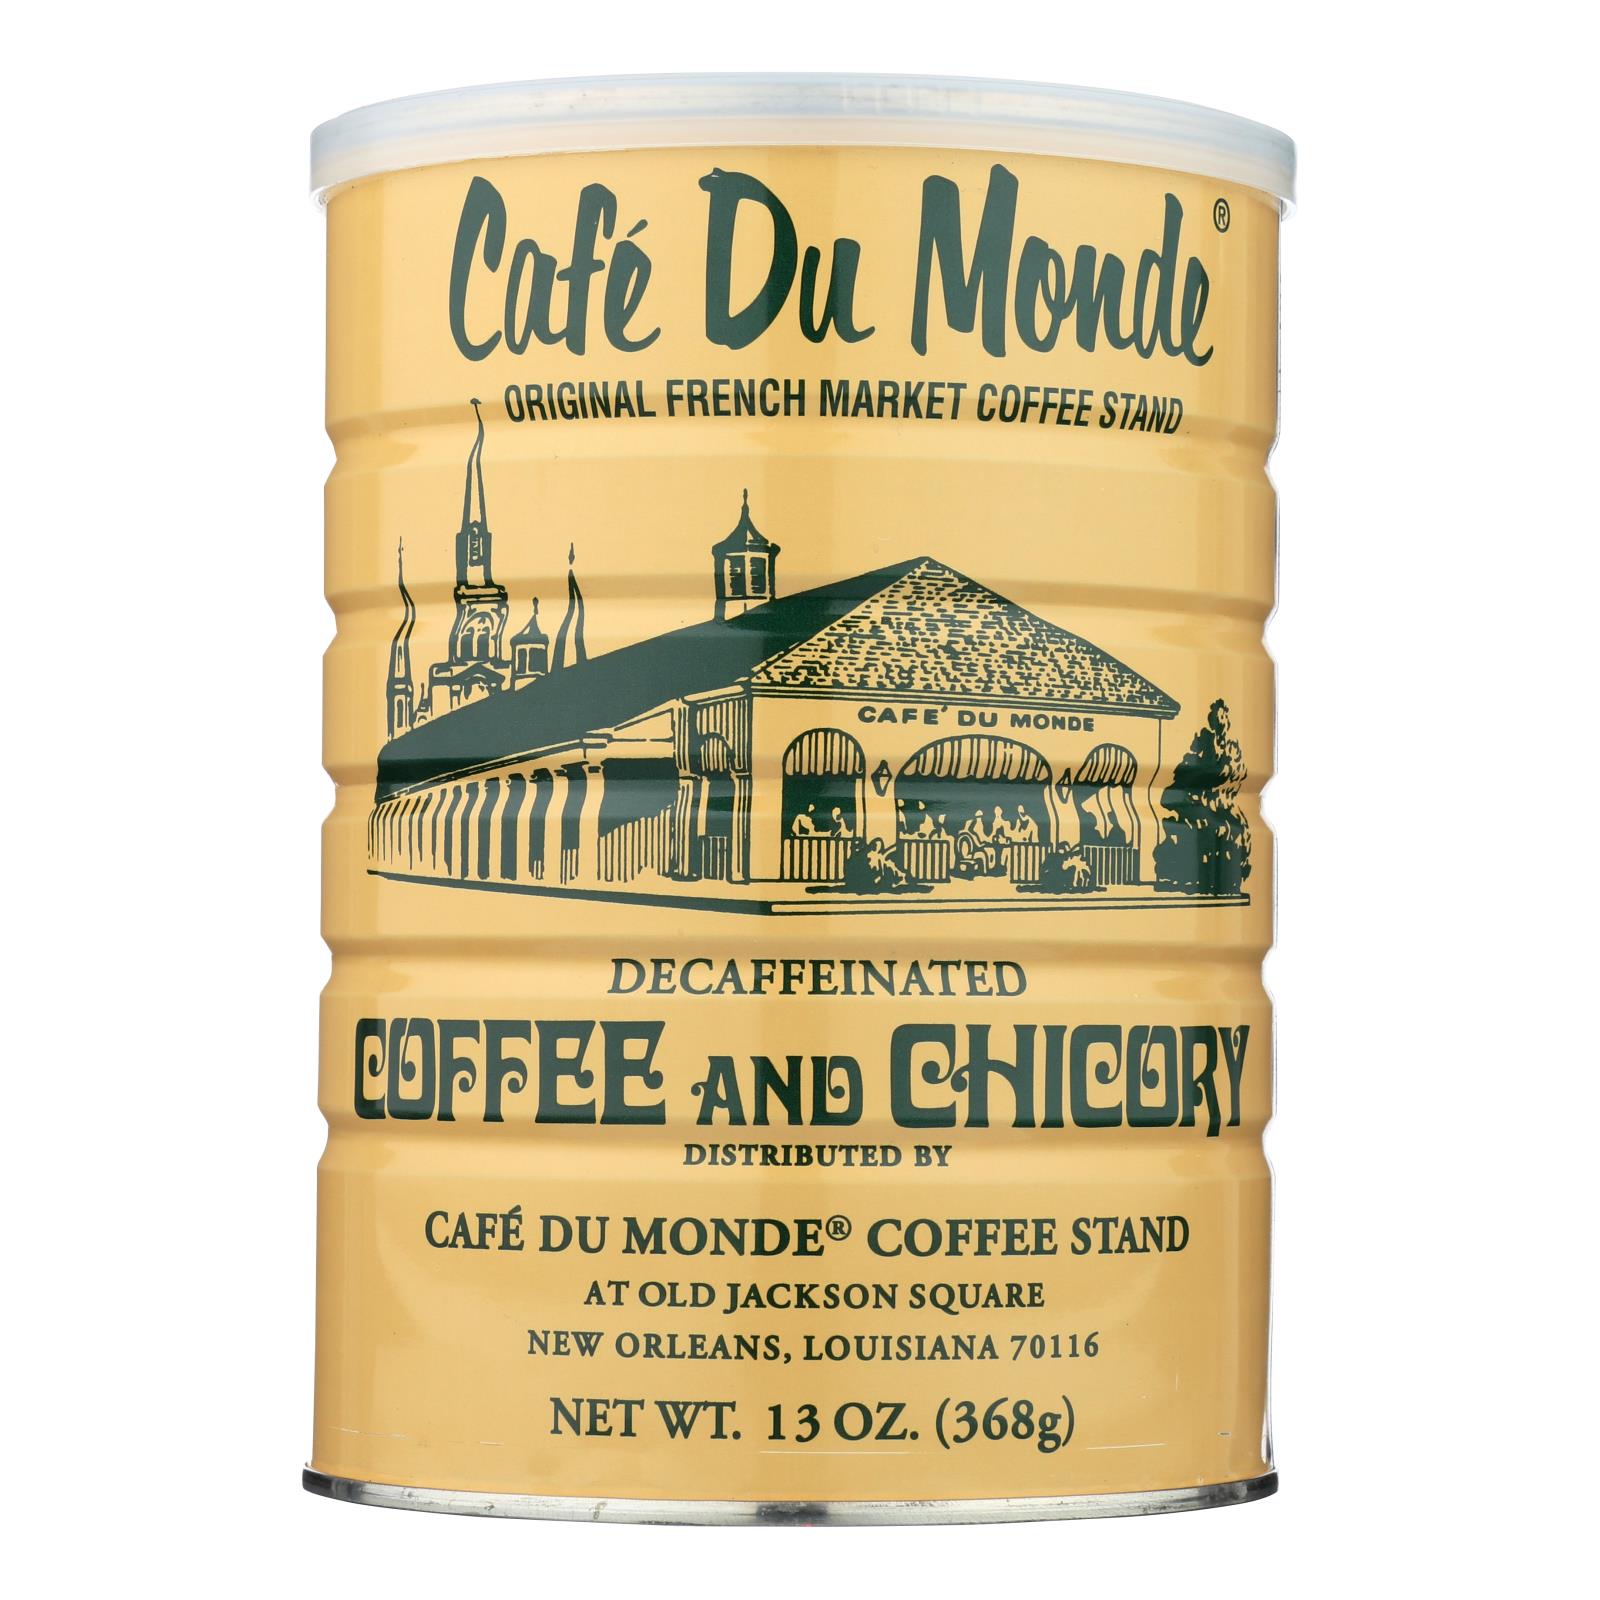 Café Du Monde®
ORIGINAL FRENCH MARKET COFFEE STAND
CAFE´ DU MONDE
DECAFFEINATED
COFFEE AND CHICORY
DISTRIBUTED BY
CAFÉ DU MONDE® COFFEE STAND
AT OLD JACKSON SQUARE
NEW ORLEANS, LOUISIANA 70116
NET WT. 13 OZ. (368g)